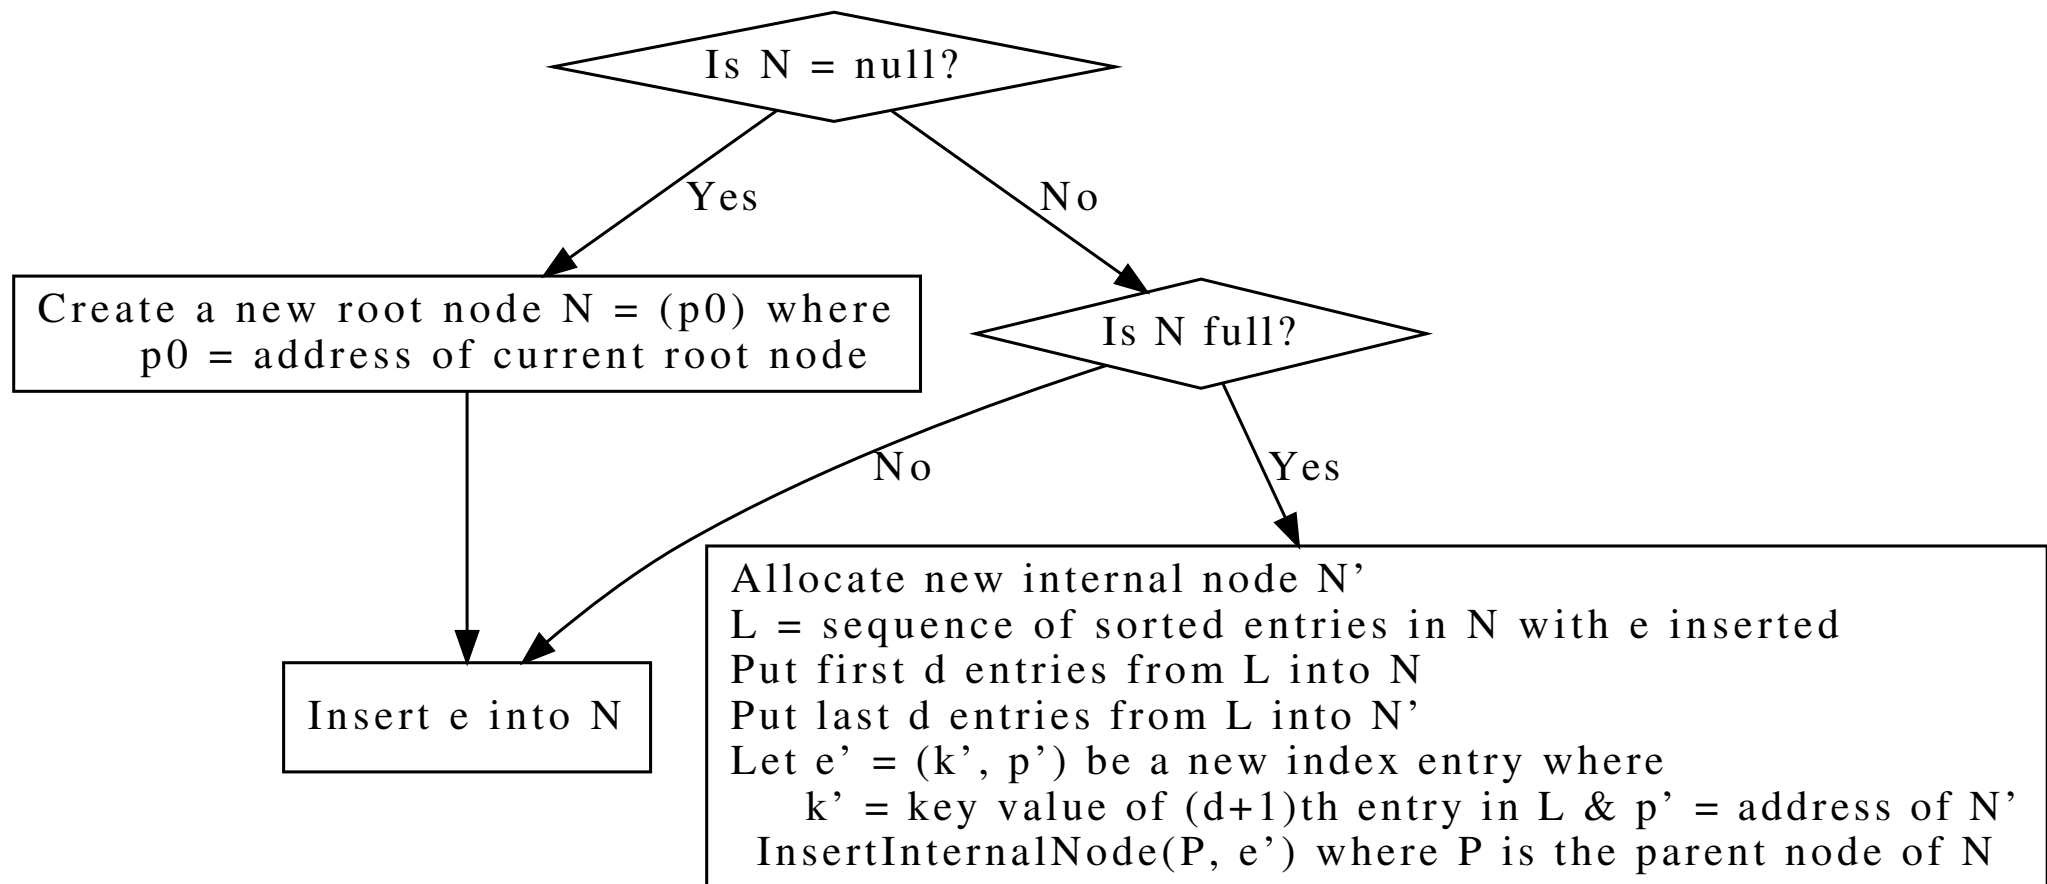 Is N = null?
Yes
No
Create a new root node N = (p0) where
p0 = address of current root node
Is N full?
No
Yes
Insert e into N
Allocate new internal node N’
L = sequence of sorted entries in N with e inserted
Put first d entries from L into N
Put last d entries from L into N’
Let e’ = (k’, p’) be a new index entry where
k’ = key value of (d+1)th entry in L & p’ = address of N’
InsertInternalNode(P, e’) where P is the parent node of N